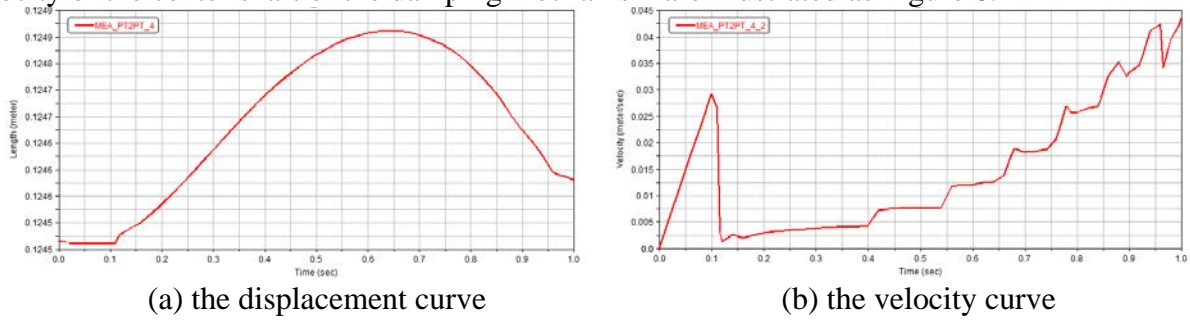 0.1249
0.1248
0.1248
0.1247
0.1247
0.1246
0.1246
0.1246
0.1245
0.1245
Length (meter)
MEA_PT2PT_4
0.0 0.1 0.2 0.3 0.4 0.5 0.6 0.7 0.8 0.9 1.0
Time (sec)
(a) the displacement curve
0.045
0.04
0.035
0.03
0.025
0.02
0.015
0.01
0.005
0.0
Velocity (meter/sec)
MEA_PT2PT_4_2
0.0 0.1 0.2 0.3 0.4 0.5 0.6 0.7 0.8 0.9 1.0
Time (sec)
(b) the velocity curve